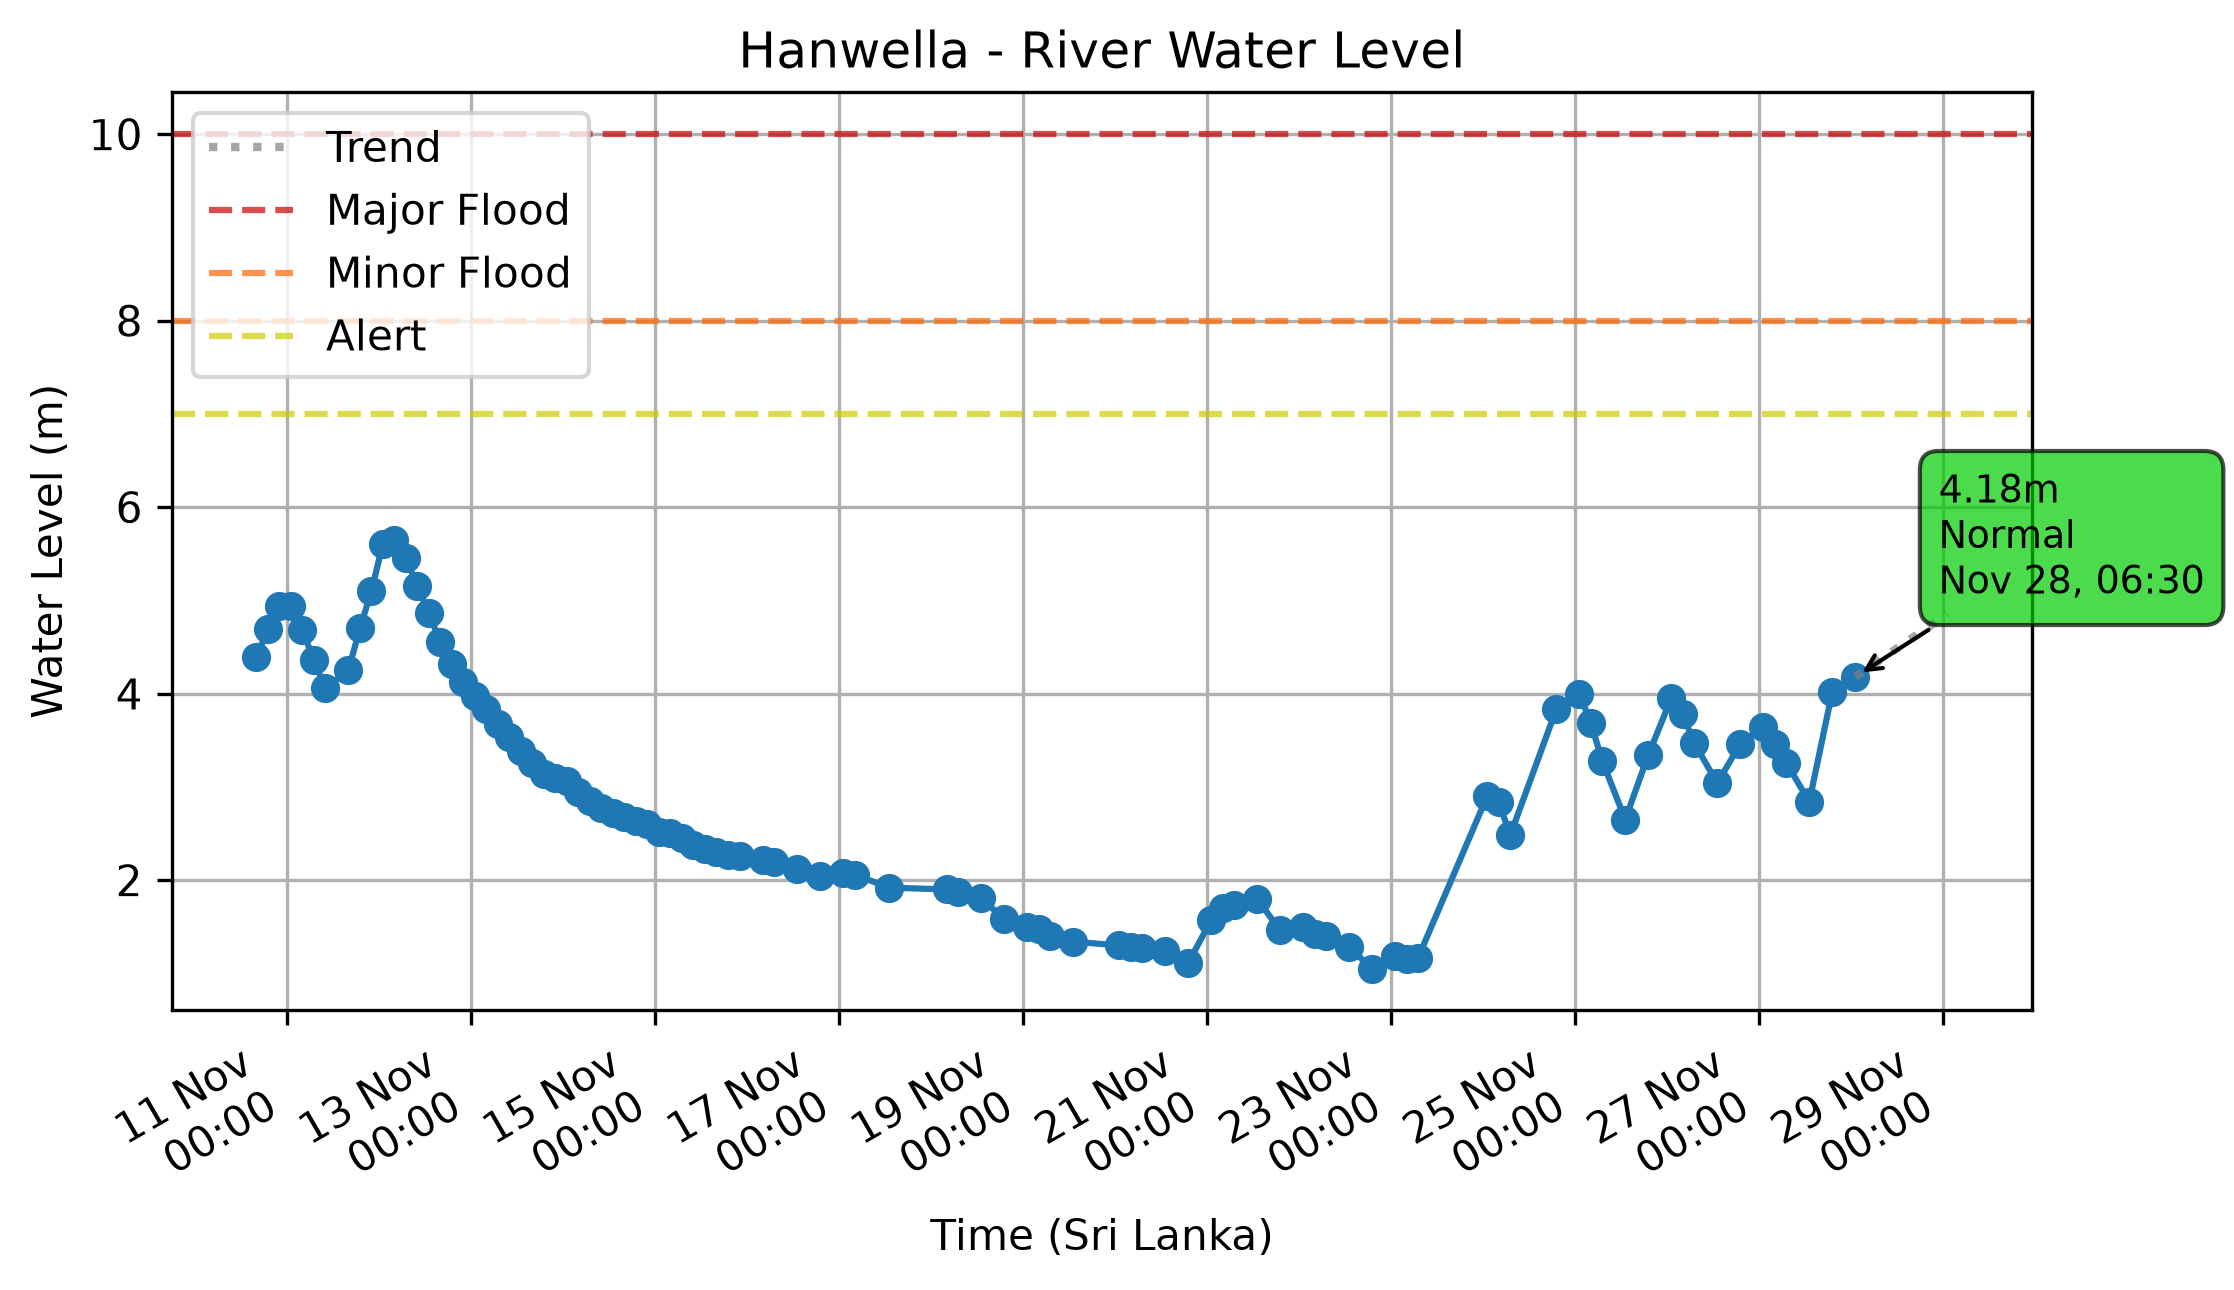 Hanwella - River Water Level
Trend
Major Flood
Minor Flood
Alert
10
8
6
4
2
Water Level (m)
4.18m
Normal
Nov 28, 06:30
11 Nov
00:00
13 Nov
00:00
15 Nov
00:00
17 Nov
00:00
19 Nov
00:00
21 Nov
00:00
23 Nov
00:00
25 Nov
00:00
27 Nov
00:00
29 Nov
00:00
Time (Sri Lanka)